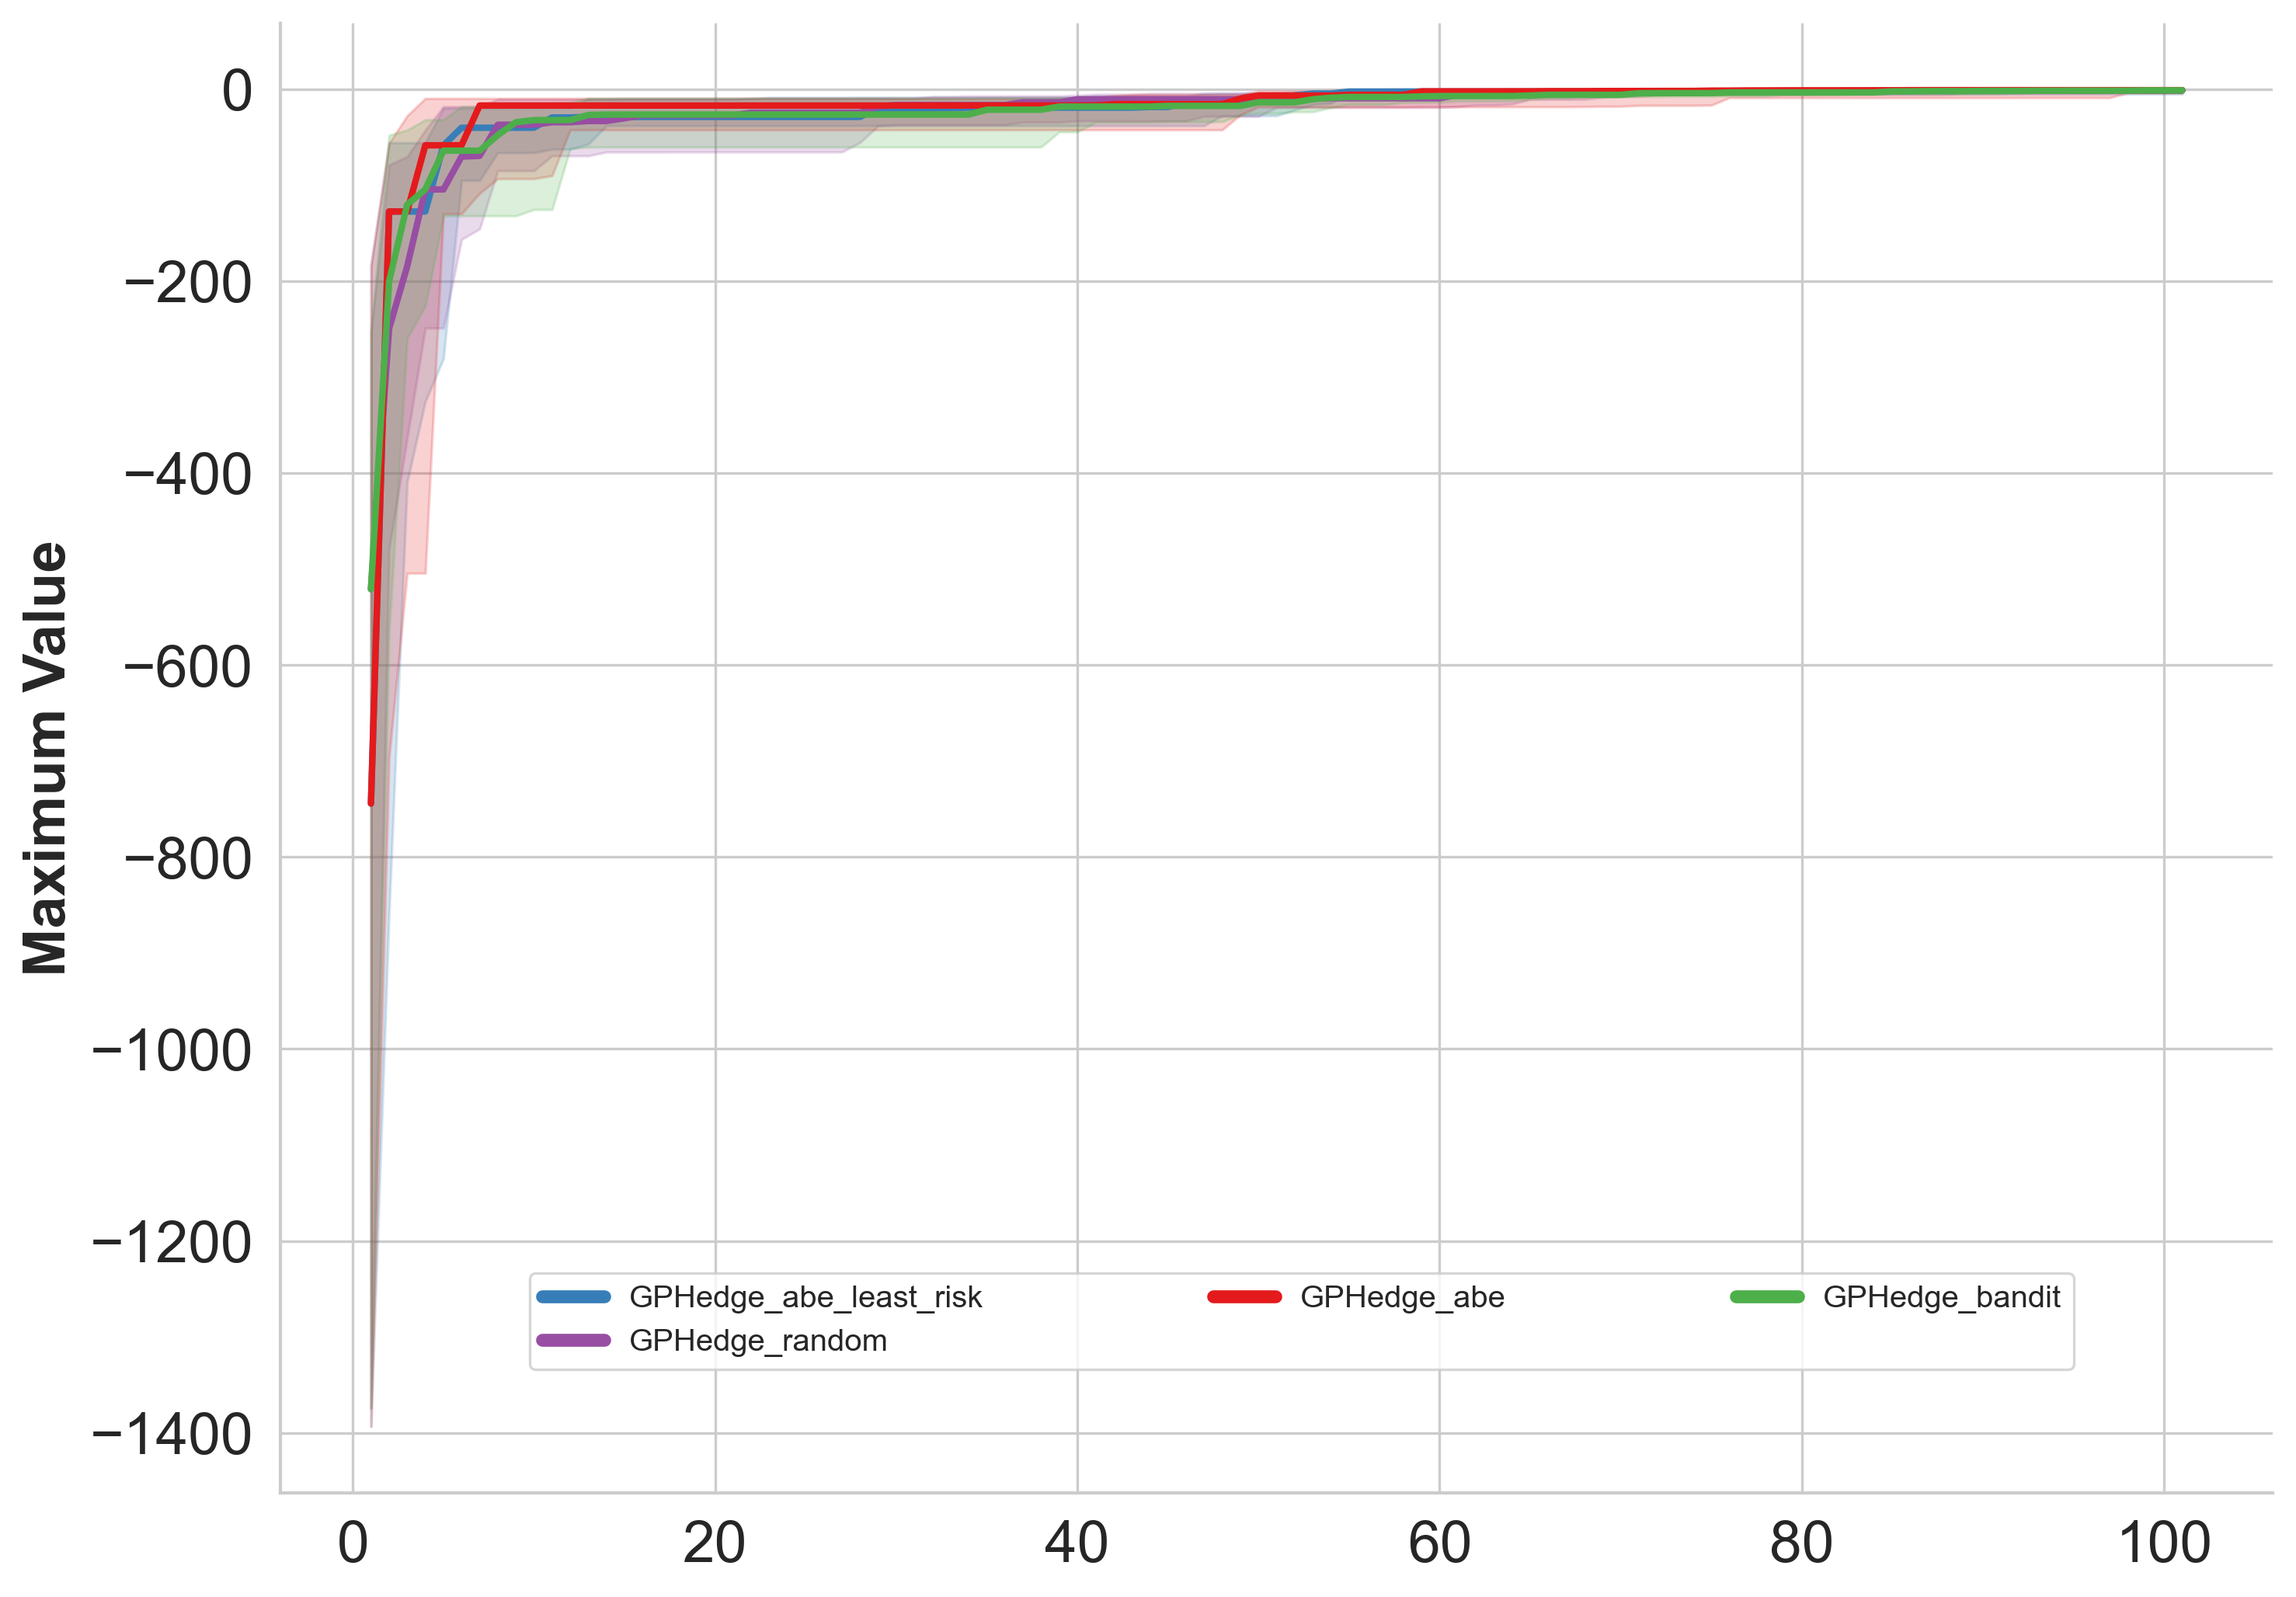 Maximum Value
0
−200
−400
−600
−800
−1000
−1200
−1400
GPHedge_abe_least_risk
GPHedge_random
GPHedge_abe
GPHedge_bandit
0 20 40 60 80 100